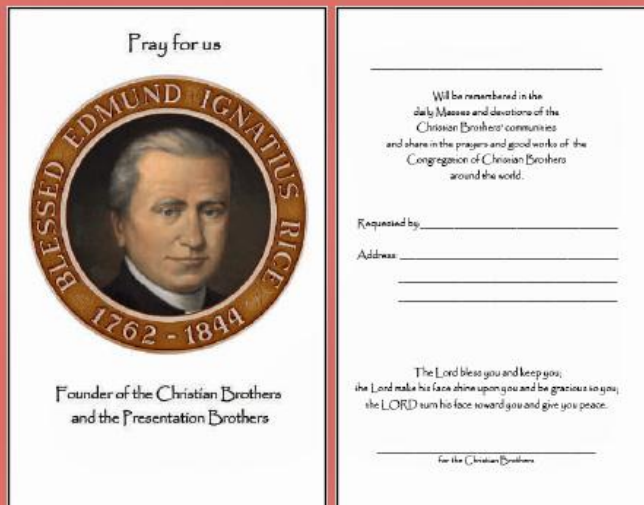 Pray for us
BLESSED EDMUND IGNATIUS RICE
1762 - 1844
Founder of the Christian Brothers
and the Presentation Brothers
Will be remembered in the
daily Masses and devotions of the
Christian Brothers' communities
and share in the prayers and good works of the
Congregation of Christian Brothers
around the world.
Requested by
Address
The Lord bless you and keep you;
the Lord make his face shine upon you and be gracious to you;
the LORD turn his face toward you and give you peace.
for the Christian Brothers